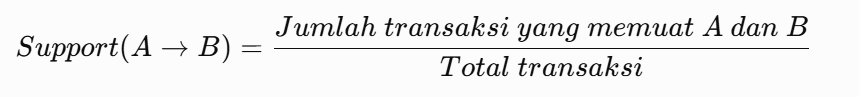 Support(A → B) = Jumlah transaksi yang memuat A dan B
Total transaksi